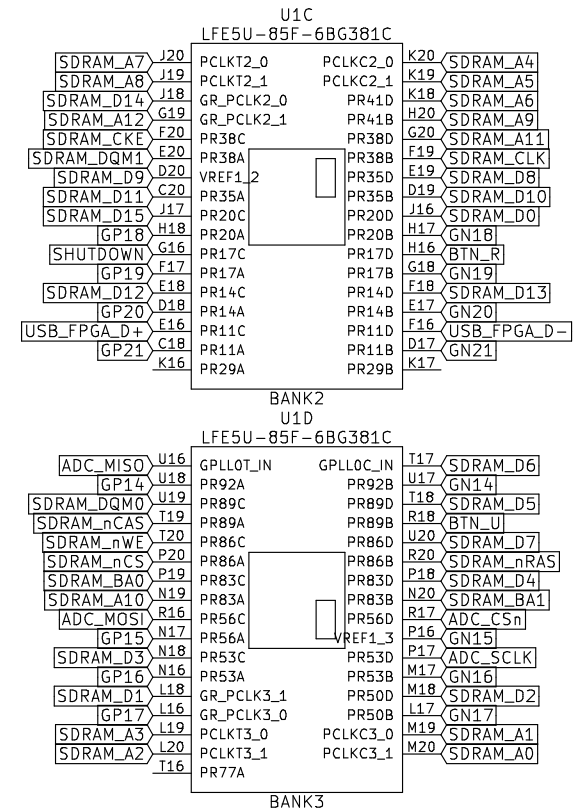 U1C
LFE5U-85F-6BG381C
SDRAM_A7 J20 PCLKT2_0 PCLKC2_0 K20 SDRAM_A4
SDRAM_A8 J19 PCLKT2_1 PCLKC2_1 K19 SDRAM_A5
SDRAM_D14 J18 GR_PCLK2_0 PR41D K18 SDRAM_A6
SDRAM_A12 G19 GR_PCLK2_1 PR41B H20 SDRAM_A9
SDRAM_CKE F20 PR38C PR38D G20 SDRAM_A11
SDRAM_DQM1 E20 PR38A PR38B F19 SDRAM_CLK
SDRAM_D9 D20 VREF1_2 PR35D E19 SDRAM_D8
SDRAM_D11 C20 PR35A PR35B D19 SDRAM_D10
SDRAM_D15 J17 PR20C PR20D J16 SDRAM_D0
GP18 H18 PR20A PR20B H17 GN18
SHUTDOWN G16 PR17C PR17D H16 BTN_R
GP19 F17 PR17A PR17B G18 GN19
SDRAM_D12 E18 PR14C PR14D F18 SDRAM_D13
GP20 D18 PR14A PR14B E17 GN20
USB_FPGA_D+ E16 PR11C PR11D F16 USB_FPGA_D-
GP21 C18 PR11A PR11B D17 GN21
K16 PR29A PR29B K17
BANK2
U1D
LFE5U-85F-6BG381C
ADC_MISO U16 GPLL0T_IN GPLL0C_IN T17 SDRAM_D6
GP14 U18 PR92A PR92B U17 GN14
SDRAM_DQM0 U19 PR89C PR89D T18 SDRAM_D5
SDRAM_nCAS T19 PR89A PR89B R18 BTN_U
SDRAM_nWE T20 PR86C PR86D U20 SDRAM_D7
SDRAM_nCS P20 PR86A PR86B R20 SDRAM_nRAS
SDRAM_BA0 P19 PR83C PR83D P18 SDRAM_D4
SDRAM_A10 N19 PR83A PR83B N20 SDRAM_BA1
ADC_MOSI R16 PR56C PR56D R17 ADC_CSn
GP15 N17 PR56A VREF1_3 P16 GN15
SDRAM_D3 N18 PR53C PR53D P17 ADC_SCLK
GP16 N16 PR53A PR53B M17 GN16
SDRAM_D1 L18 GR_PCLK3_1 PR50D M18 SDRAM_D2
GP17 L16 GR_PCLK3_0 PR50B L17 GN17
SDRAM_A3 L19 PCLKT3_0 PCLKC3_0 M19 SDRAM_A1
SDRAM_A2 L20 PCLKT3_1 PCLKC3_1 M20 SDRAM_A0
T16 PR77A
BANK3